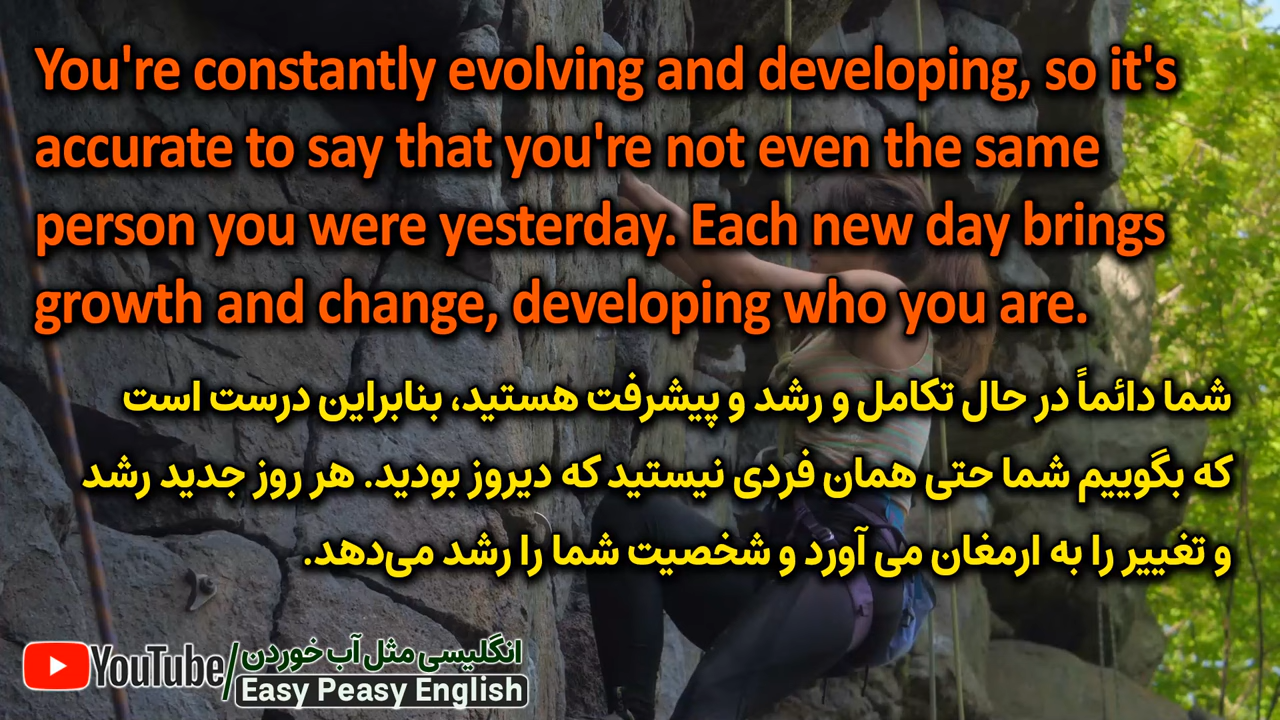 You're constantly evolving and developing, so it's
accurate to say that you're not even the same
person you were yesterday. Each new day brings
growth and change, developing who you are.
شما دائماً در حال تکامل و رشد و پیشرفت هستید، بنابراین درست است
که بگوییم شما حتی همان فردی نیستید که دیروز بودید. هر روز جدید رشد
و تغییر را به ارمغان می آورد و شخصیت شما را رشد می‌دهد.
YouTube/انگلیسی مثل آب خوردن
Easy Peasy English